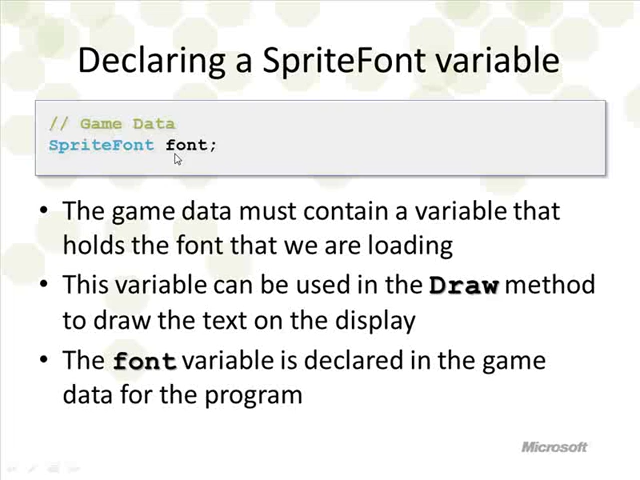 Declaring a SpriteFont variable
// Game Data
SpriteFont font;
• The game data must contain a variable that
holds the font that we are loading
• This variable can be used in the Draw method
to draw the text on the display
• The font variable is declared in the game
data for the program
Microsoft